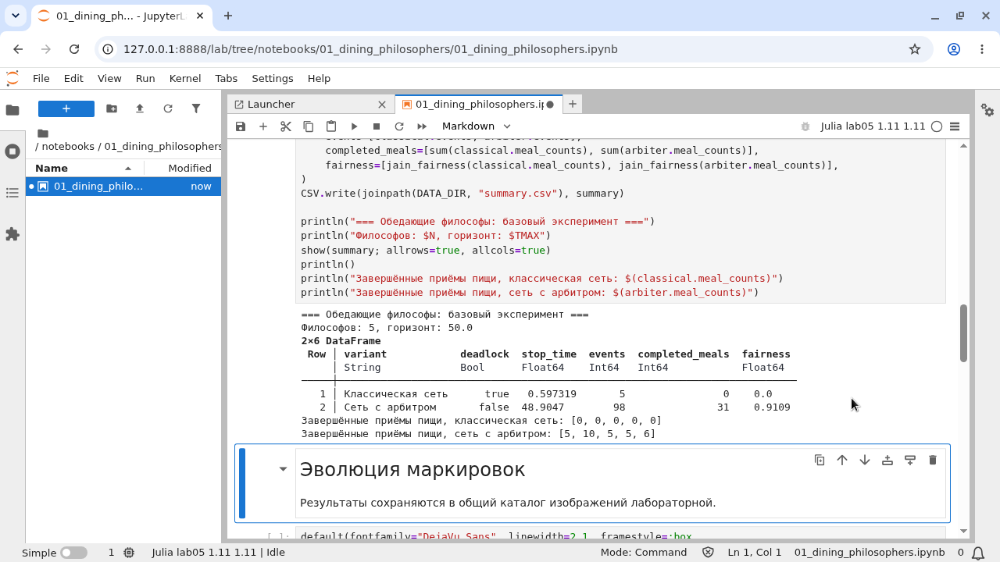 01_dining_ph... - JupyterL
127.0.0.1:8888/lab/tree/notebooks/01_dining_philosophers/01_dining_philosophers.ipynb
File Edit View Run Kernel Tabs Settings Help
/ notebooks / 01_dining_philosophers
Name Modified
01_dining_philo... now
Launcher
01_dining_philosophers.ip
Markdown
Julia lab05 1.11 1.11
completed_meals=[sum(classical.meal_counts), sum(arbiter.meal_counts)],
fairness=[jain_fairness(classical.meal_counts), jain_fairness(arbiter.meal_counts)],
)
CSV.write(joinpath(DATA_DIR, "summary.csv"), summary)
println("=== Обедающие философы: базовый эксперимент ===")
println("Философов: $N, горизонт: $TMAX")
show(summary; allrows=true, allcols=true)
println()
println("Завершённые приёмы пищи, классическая сеть: $(classical.meal_counts)")
println("Завершённые приёмы пищи, сеть с арбитром: $(arbiter.meal_counts)")
=== Обедающие философы: базовый эксперимент ===
Философов: 5, горизонт: 50.0
2×6 DataFrame
Row │ variant deadlock stop_time events completed_meals fairness
│ String Bool Float64 Int64 Int64 Float64
1 │ Классическая сеть true 0.597319 5 0 0.0
2 │ Сеть с арбитром false 48.9047 98 31 0.9109
Завершённые приёмы пищи, классическая сеть: [0, 0, 0, 0, 0]
Завершённые приёмы пищи, сеть с арбитром: [5, 10, 5, 5, 6]
Эволюция маркировок
Результаты сохраняются в общий каталог изображений лабораторной.
[ ]: default(fontfamily="DejaVu Sans", linewidth=2.1, framestyle=:box,
Simple 1 Julia lab05 1.11 1.11 | Idle Mode: Command Ln 1, Col 1 01_dining_philosophers.ipynb 0